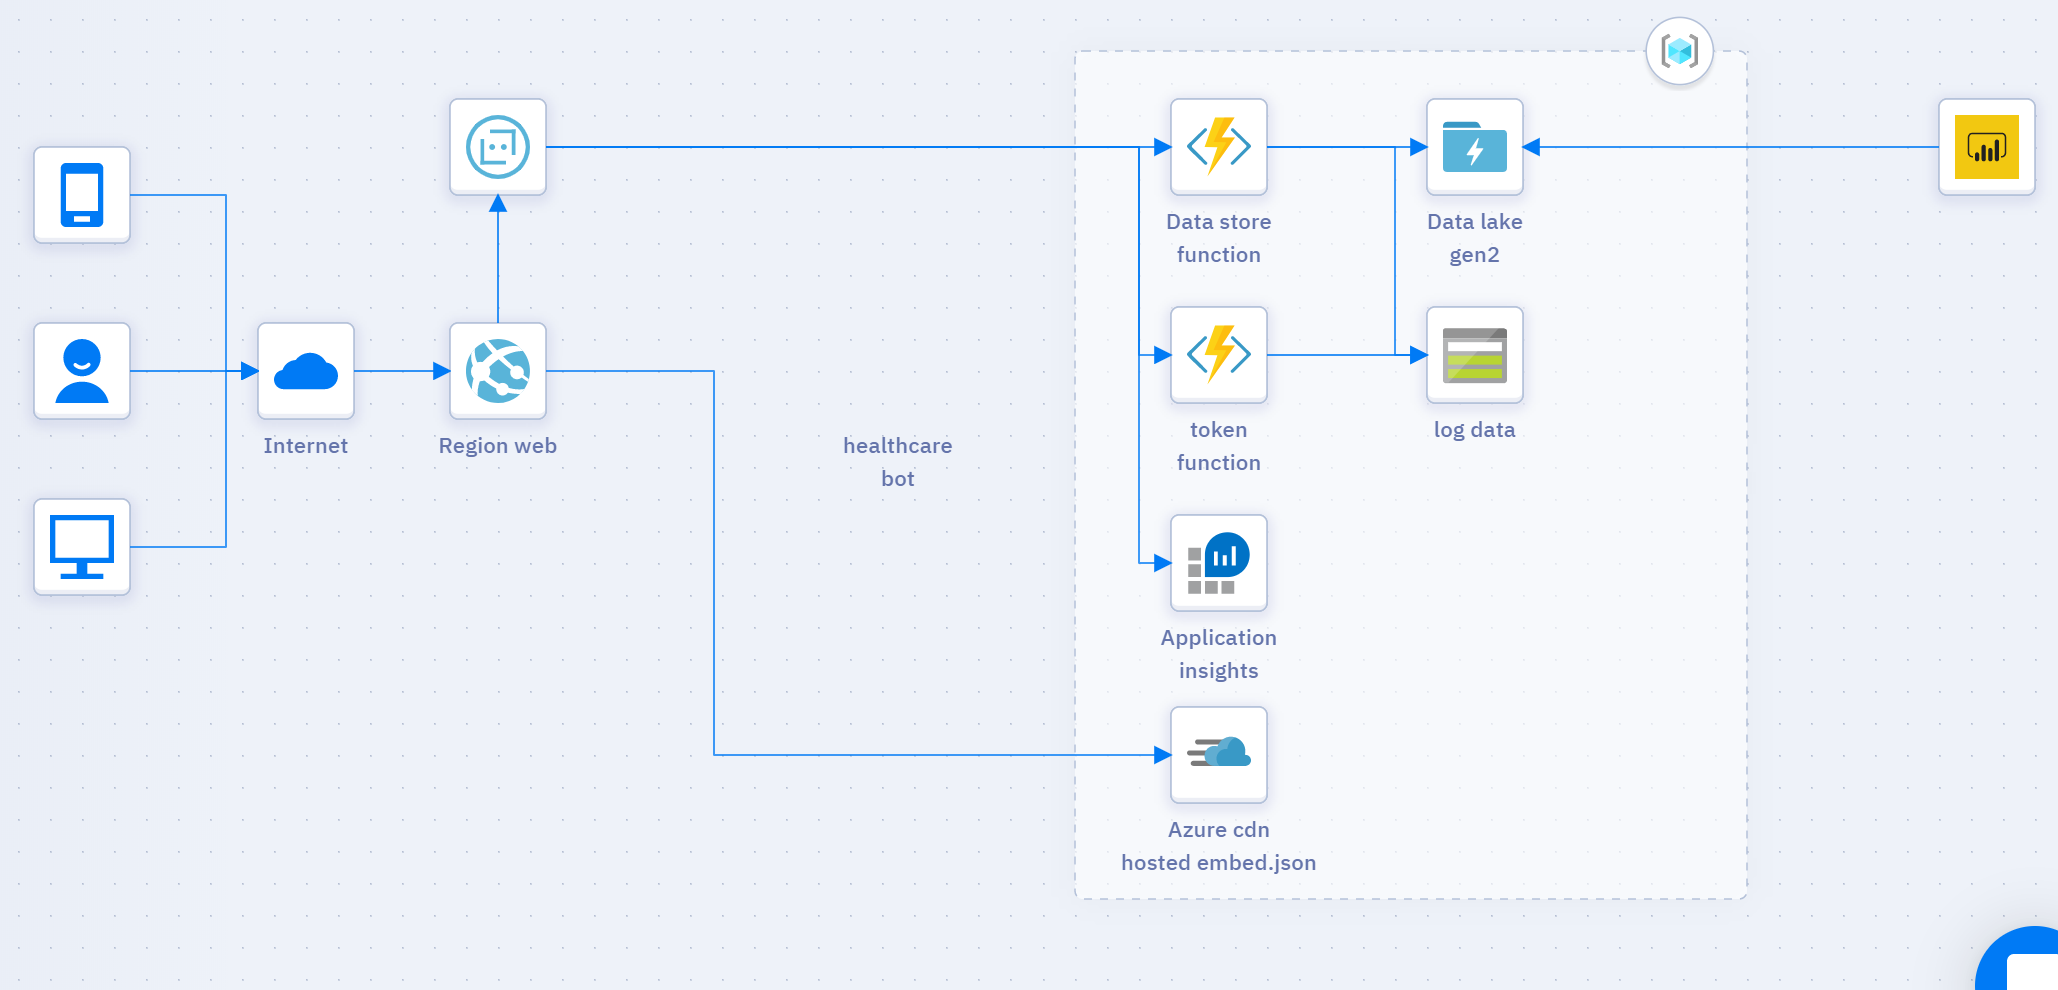 Data store
function
Data lake
gen2
Internet
Region web
healthcare
bot
token
function
log data
Application
insights
Azure cdn
hosted embed.json